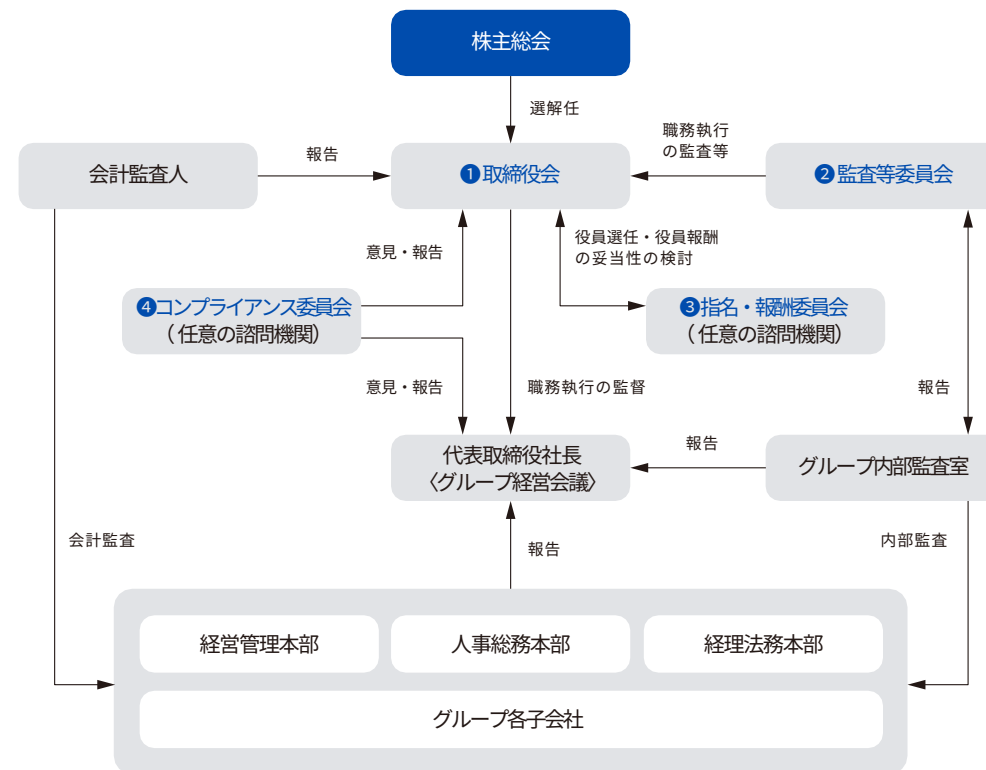 株主総会
選解任
職務執行
の監査等
報告
会計監査人
❶取締役会
❷監査等委員会
意見・報告
役員選任・役員報酬
の妥当性の検討
❹コンプライアンス委員会
(任意の諮問機関)
❸指名・報酬委員会
(任意の諮問機関)
意見・報告
職務執行の監督
報告
代表取締役社長
〈グループ経営会議〉
報告
グループ内部監査室
会計監査
報告
内部監査
経営管理本部
人事総務本部
経理法務本部
グループ各子会社